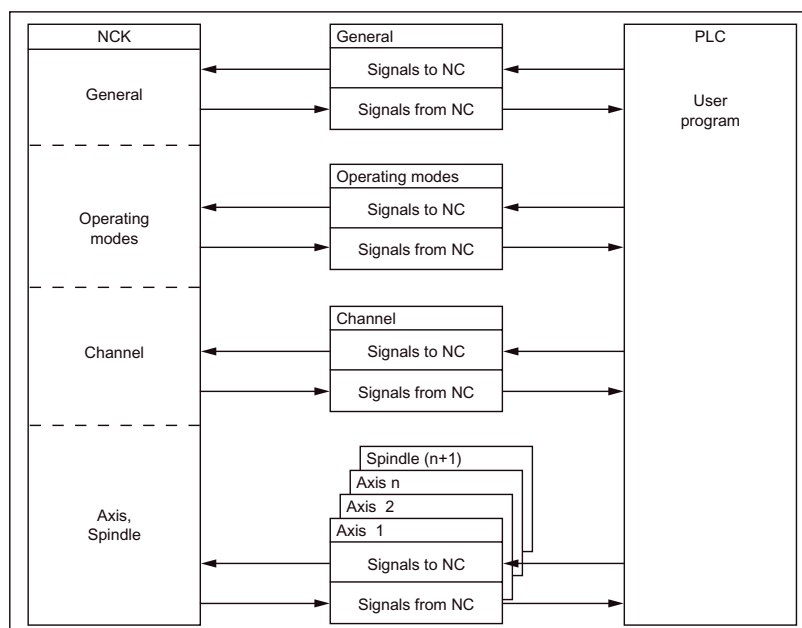 NCK
General
PLC
Signals to NC
General
Signals from NC
User
program
Operating modes
Signals to NC
Operating
modes
Signals from NC
Channel
Signals to NC
Channel
Signals from NC
Spindle (n+1)
Axis n
Axis 2
Axis 1
Axis,
Spindle
Signals to NC
Signals from NC